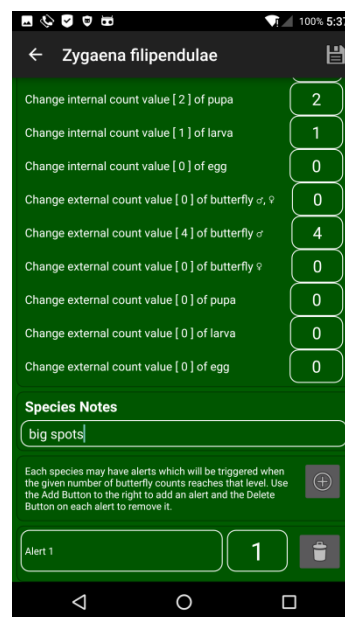 100% 5:37
Zygaena filipendulae
Change internal count value [ 2 ] of pupa 2
Change internal count value [ 1 ] of larva 1
Change internal count value [ 0 ] of egg 0
Change external count value [ 0 ] of butterfly ♂, ♀ 0
Change external count value [ 4 ] of butterfly ♂ 4
Change external count value [ 0 ] of butterfly ♀ 0
Change external count value [ 0 ] of pupa 0
Change external count value [ 0 ] of larva 0
Change external count value [ 0 ] of egg 0
Species Notes
big spots
Each species may have alerts which will be triggered when
the given number of butterfly counts reaches that level. Use
the Add Button to the right to add an alert and the Delete
Button on each alert to remove it.
Alert 1 1